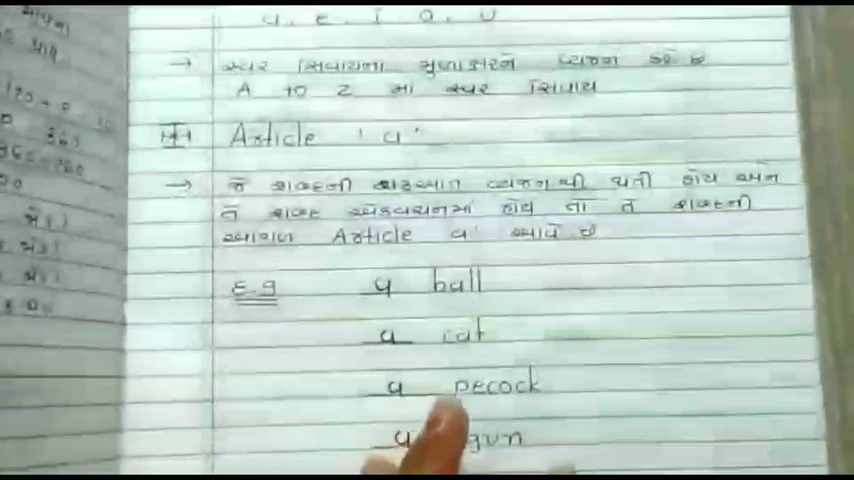 a. e. i. o. u
→ સ્વર સિવાયના મુળાક્ષરને વ્યંજન કહે છે
A to Z માં સ્વર સિવાય
Article 'a'
→ જે શબ્દની શરૂઆત વ્યંજનથી થતી હોય અને
તે શબ્દ એકવચનમાં હોય તો તે શબ્દની
આગળ Article 'a' આવે છે
E.g a ball
a cat
a pecock
a gun